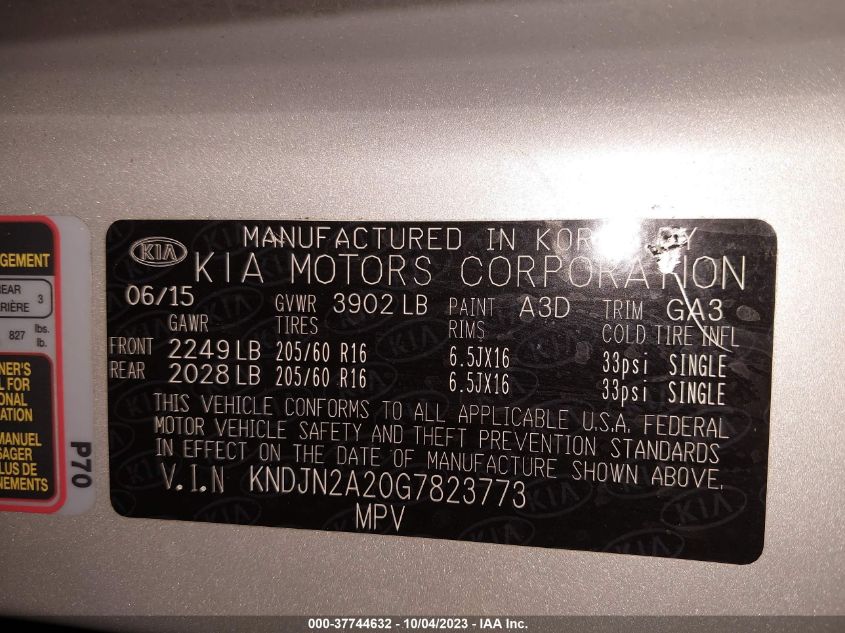 AGEMENT
REAR
RIÈRE 3
827 lbs.
lb.
NER'S
L FOR
ONAL
ATION
MANUEL
SAGER
PLUS DE
NEMENTS
P70
KIA
MANUFACTURED IN KOREA BY
KIA MOTORS CORPORATION
06/15 GVWR 3902 LB PAINT A3D TRIM GA3
GAWR TIRES RIMS COLD TIRE INFL
FRONT 2249 LB 205/60 R16 6.5JX16 33psi SINGLE
REAR 2028 LB 205/60 R16 6.5JX16 33psi SINGLE
THIS VEHICLE CONFORMS TO ALL APPLICABLE U.S.A. FEDERAL
MOTOR VEHICLE SAFETY AND THEFT PREVENTION STANDARDS
IN EFFECT ON THE DATE OF MANUFACTURE SHOWN ABOVE.
V.I.N KNDJN2A20G7823773
MPV
000-37744632 - 10/04/2023 - IAA Inc.